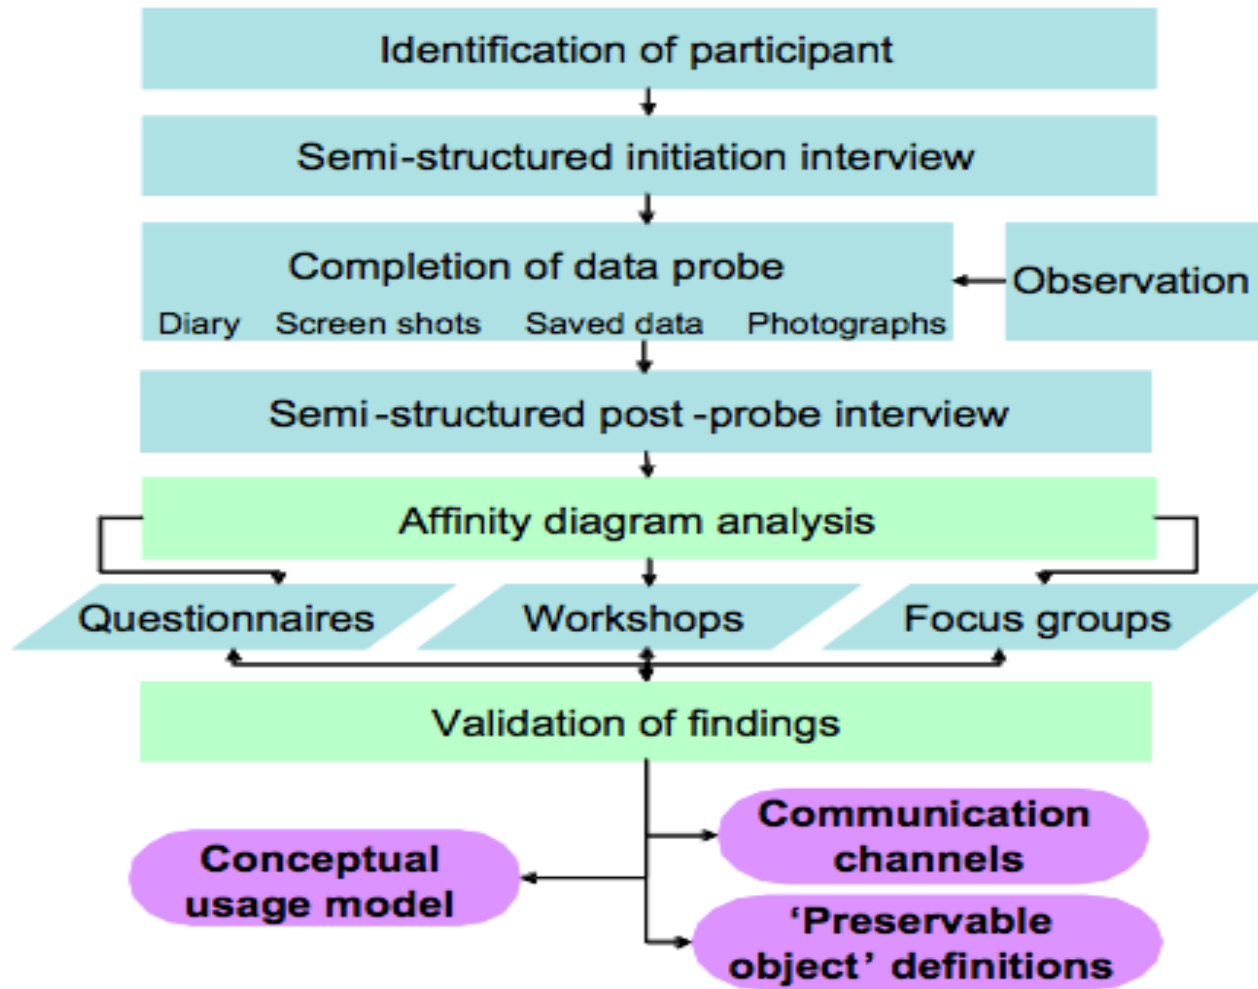 Identification of participant
Semi-structured initiation interview
Completion of data probe
Observation
Diary Screen shots Saved data Photographs
Semi-structured post -probe interview
Affinity diagram analysis
Questionnaires Workshops Focus groups
Validation of findings
Communication
channels
Conceptual
usage model
‘Preservable
object’ definitions